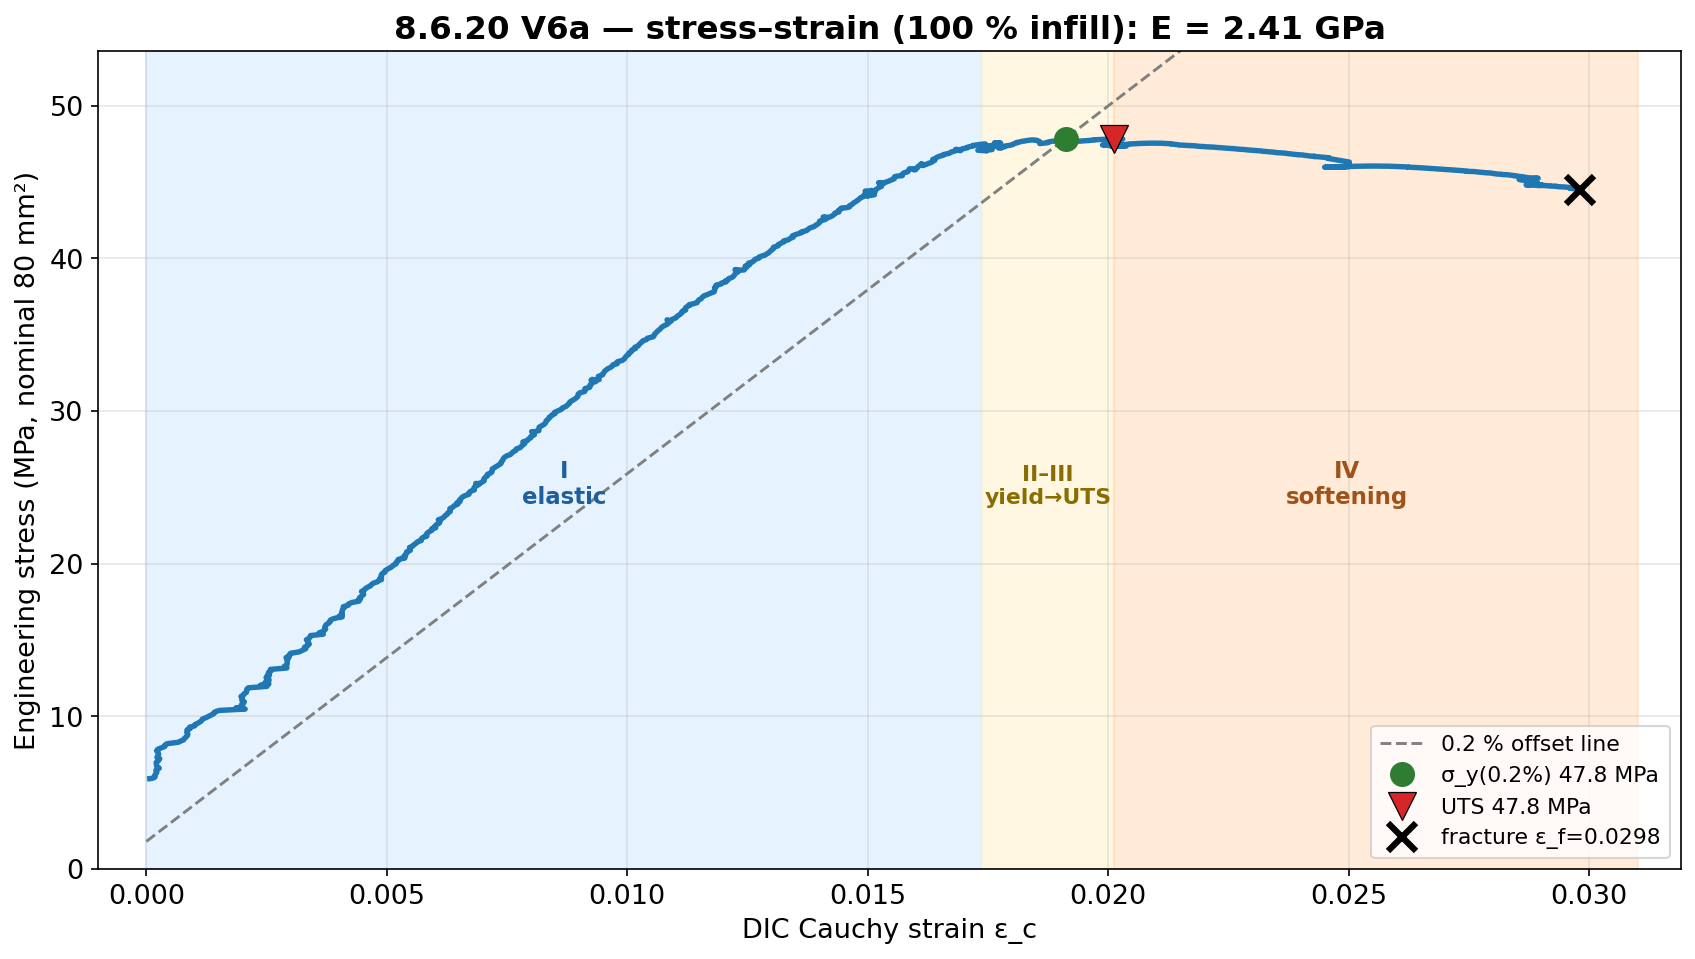 8.6.20 V6a — stress–strain (100 % infill): E = 2.41 GPa
Engineering stress (MPa, nominal 80 mm²)
50
40
30
20
10
0
I
elastic
II–III
yield→UTS
IV
softening
0.2 % offset line
σ_y(0.2%) 47.8 MPa
UTS 47.8 MPa
fracture ε_f=0.0298
0.000 0.005 0.010 0.015 0.020 0.025 0.030
DIC Cauchy strain ε_c